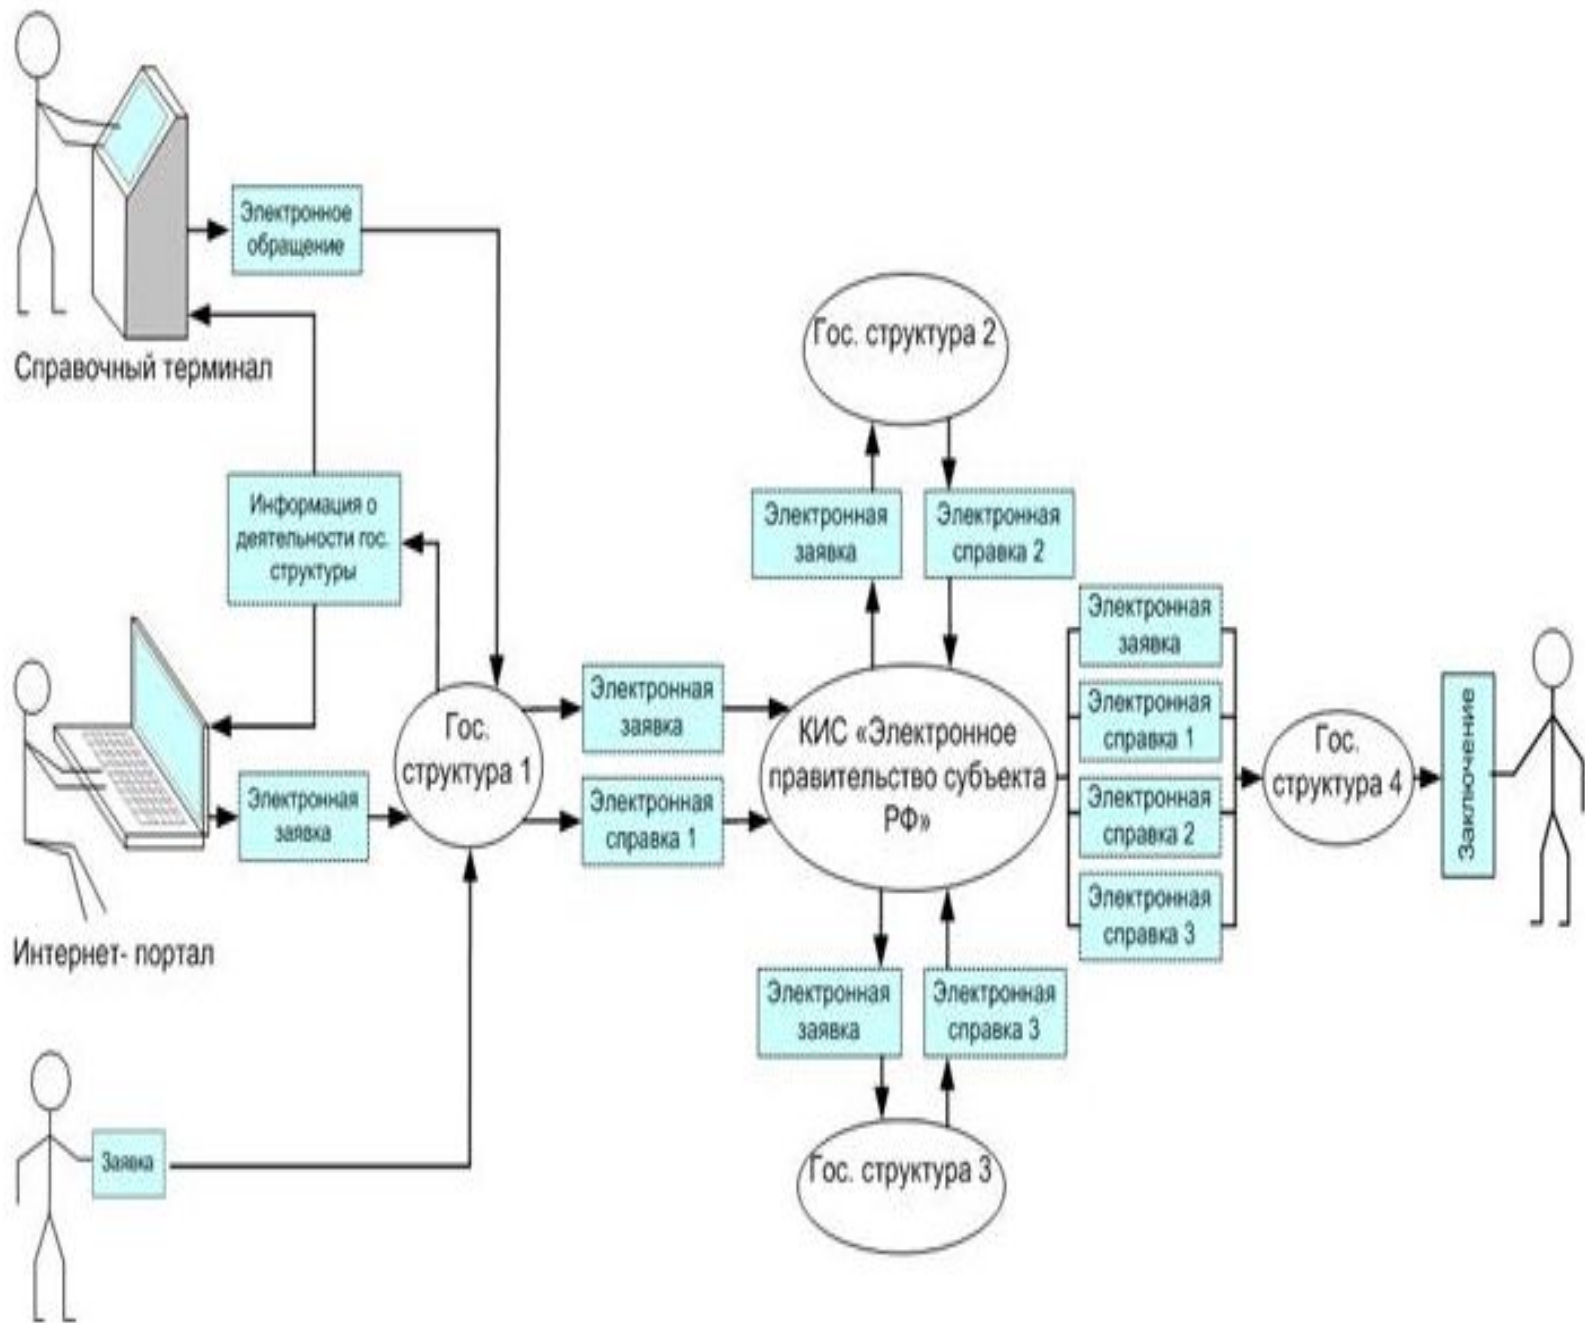 Электронное
обращение
Справочный терминал
Информация о
деятельности гос.
структуры
Интернет- портал
Электронная
заявка
Заявка
Гос.
структура 1
Электронная
заявка
Электронная
справка 1
Гос. структура 2
Электронная
заявка
Электронная
справка 2
КИС «Электронное
правительство субъекта
РФ»
Электронная
заявка
Электронная
справка 3
Гос. структура 3
Электронная
заявка
Электронная
справка 1
Электронная
справка 2
Электронная
справка 3
Гос.
структура 4
Заключение